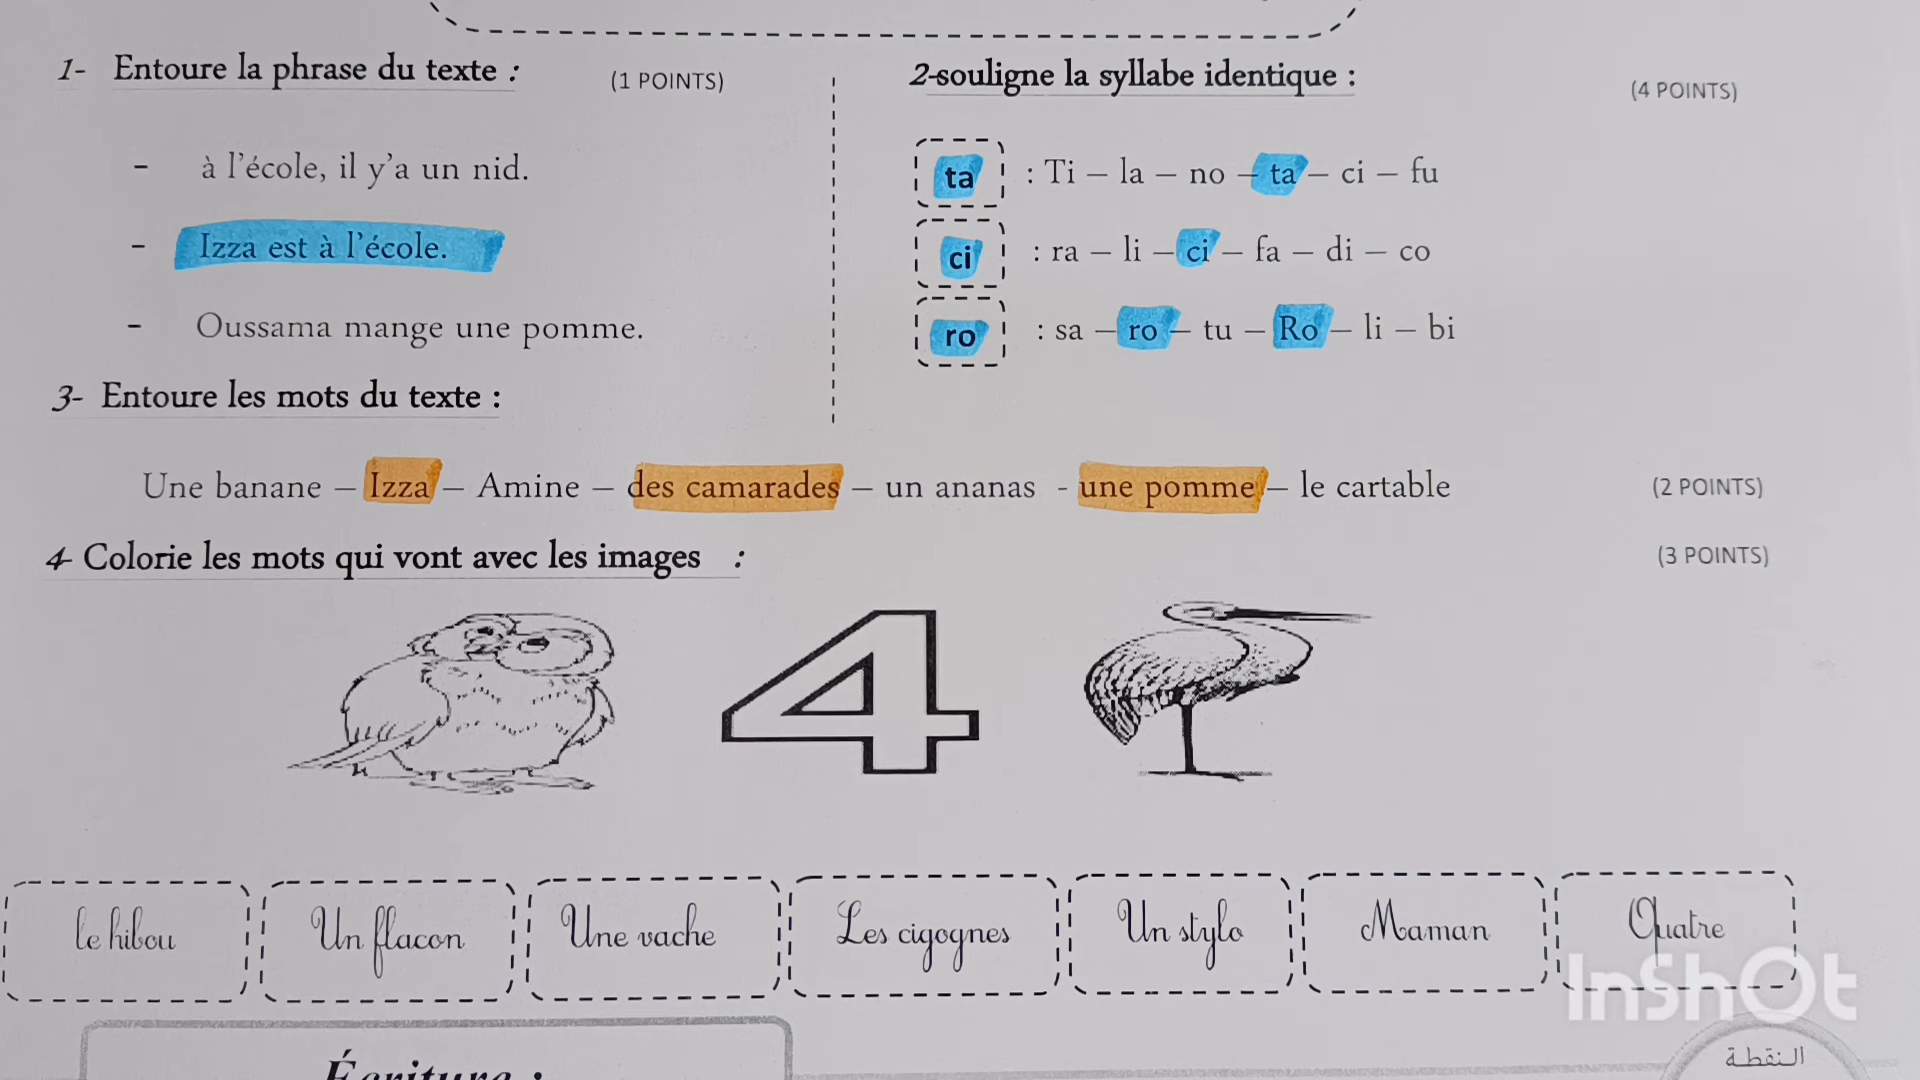 1- Entoure la phrase du texte : (1 POINTS)
- à l'école, il y'a un nid.
- Izza est à l'école.
- Oussama mange une pomme.
2-souligne la syllabe identique : (4 POINTS)
ta : Ti – la – no – ta – ci – fu
ci : ra – li – ci – fa – di – co
ro : sa – ro – tu – Ro – li – bi
3- Entoure les mots du texte :
Une banane – Izza – Amine – des camarades – un ananas - une pomme – le cartable (2 POINTS)
4- Colorie les mots qui vont avec les images : (3 POINTS)
4
le hibou Un flacon Une vache Les cigognes Un stylo Maman Quatre
InShOt
Écriture :
النقطة